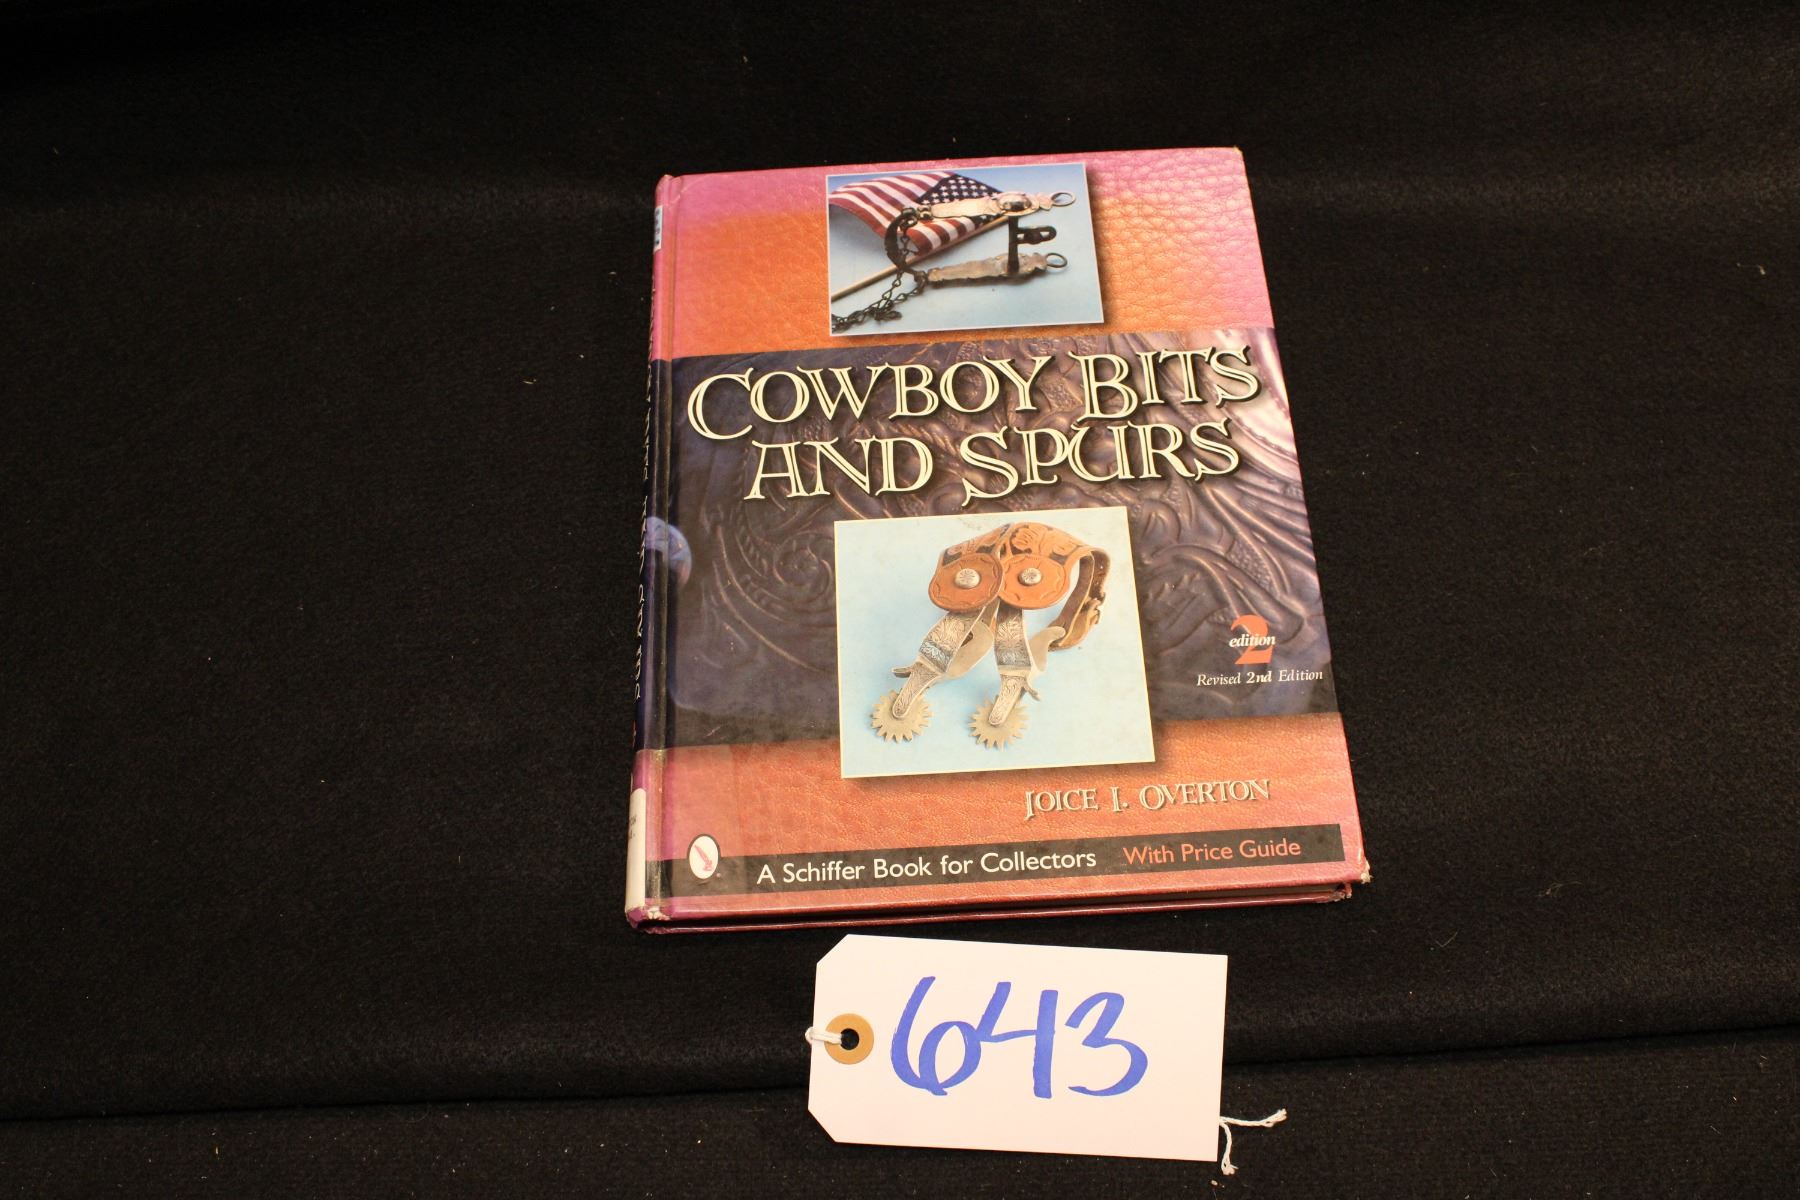 COWBOY BITS
AND SPURS
2
edition
Revised 2nd Edition
JOICE I. OVERTON
A Schiffer Book for Collectors With Price Guide
643